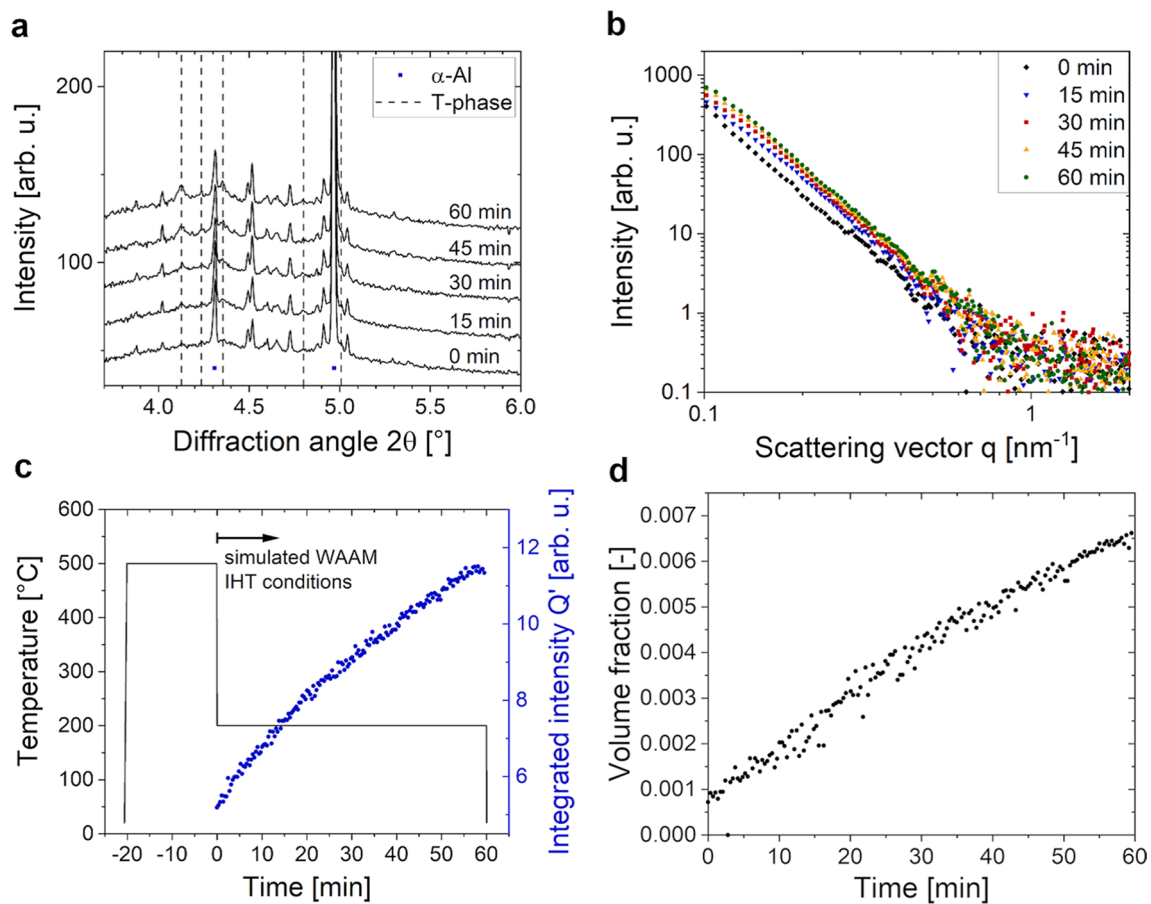 a
200
100
Intensity [arb. u.]
α-Al
T-phase
60 min
45 min
30 min
15 min
0 min
4.0 4.5 5.0 5.5 6.0
Diffraction angle 2θ [°]
b
1000
100
10
1
0.1
Intensity [arb. u.]
0 min
15 min
30 min
45 min
60 min
0.1 1
Scattering vector q [nm⁻¹]
c
600
500
400
300
200
100
0
Temperature [°C]
simulated WAAM
IHT conditions
12
10
8
6
Integrated intensity Q' [arb. u.]
-20 -10 0 10 20 30 40 50 60
Time [min]
d
0.007
0.006
0.005
0.004
0.003
0.002
0.001
0.000
Volume fraction [-]
0 10 20 30 40 50 60
Time [min]